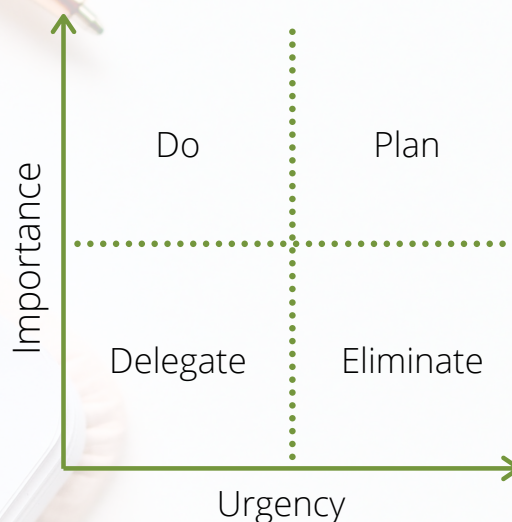 Do
Plan
Importance
Delegate
Eliminate
Urgency